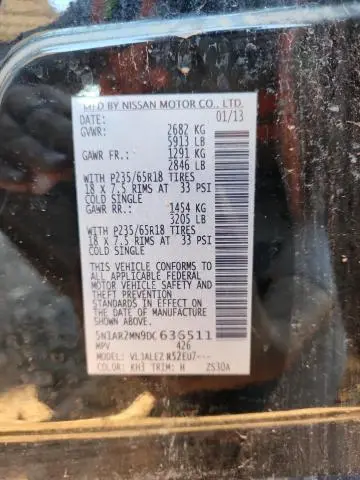 MFD BY NISSAN MOTOR CO., LTD.
DATE: 01/13
GVWR: 2682 KG
5913 LB
GAWR FR.: 1291 KG
2846 LB
WITH P235/65R18 TIRES
18 x 7.5 RIMS AT 33 PSI
COLD SINGLE
GAWR RR.: 1454 KG
3205 LB
WITH P235/65R18 TIRES
18 x 7.5 RIMS AT 33 PSI
COLD SINGLE
THIS VEHICLE CONFORMS TO
ALL APPLICABLE FEDERAL
MOTOR VEHICLE SAFETY AND
THEFT PREVENTION
STANDARDS IN EFFECT ON
THE DATE OF MANUFACTURE
SHOWN ABOVE.
5N1AR2MN9DC636511
MPV 426
MODEL: VL3ALEZ R52EU7---
COLOR: KH3 TRIM: H ZS30A